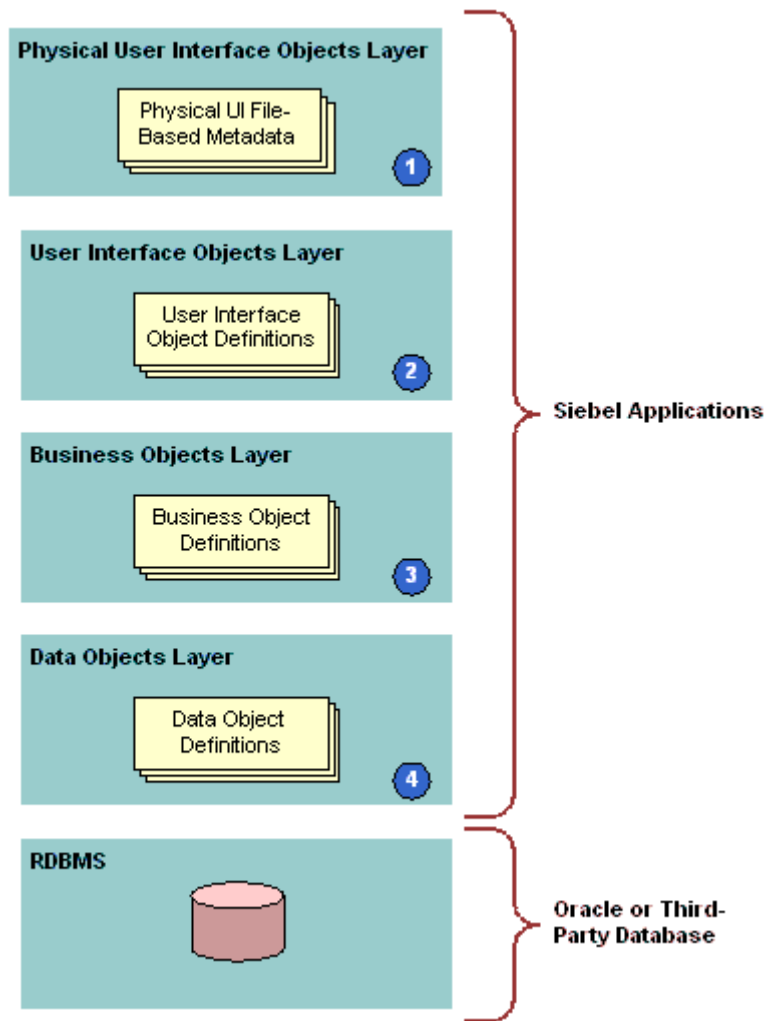 Physical User Interface Objects Layer
Physical UI File-
Based Metadata
1
User Interface Objects Layer
User Interface
Object Definitions
2
Siebel Applications
Business Objects Layer
Business Object
Definitions
3
Data Objects Layer
Data Object
Definitions
4
RDBMS
Oracle or Third-
Party Database